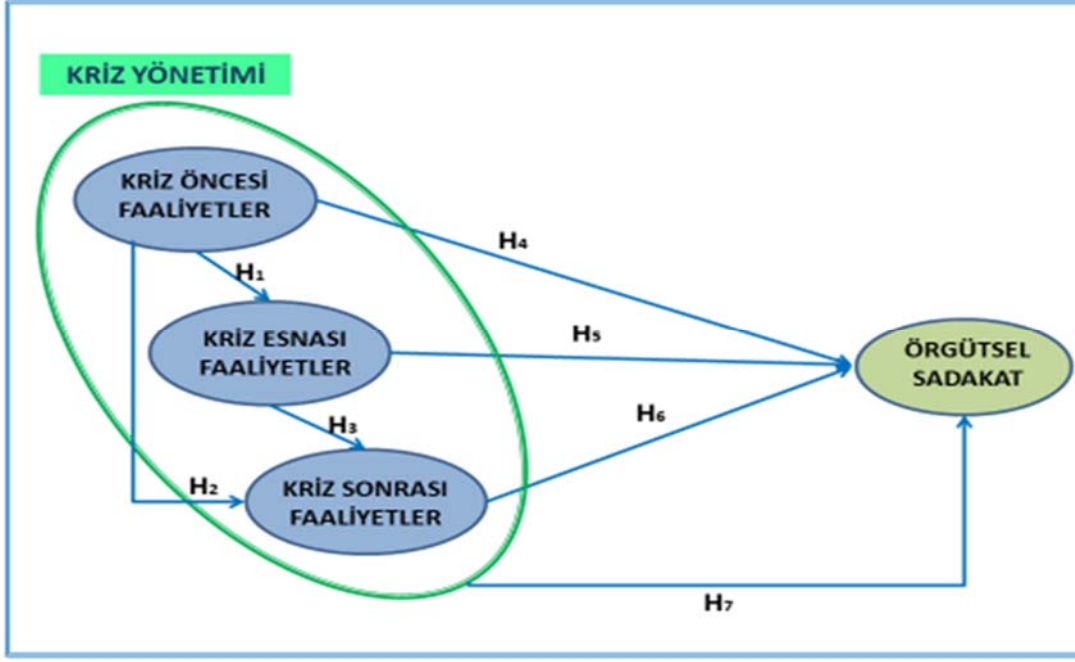 KRİZ YÖNETİMİ
KRİZ ÖNCESİ
FAALİYETLER
H₄
H₁
KRİZ ESNASI
FAALİYETLER
H₅
ÖRGÜTSEL
SADAKAT
H₃
H₆
KRİZ SONRASI
FAALİYETLER
H₂
H₇